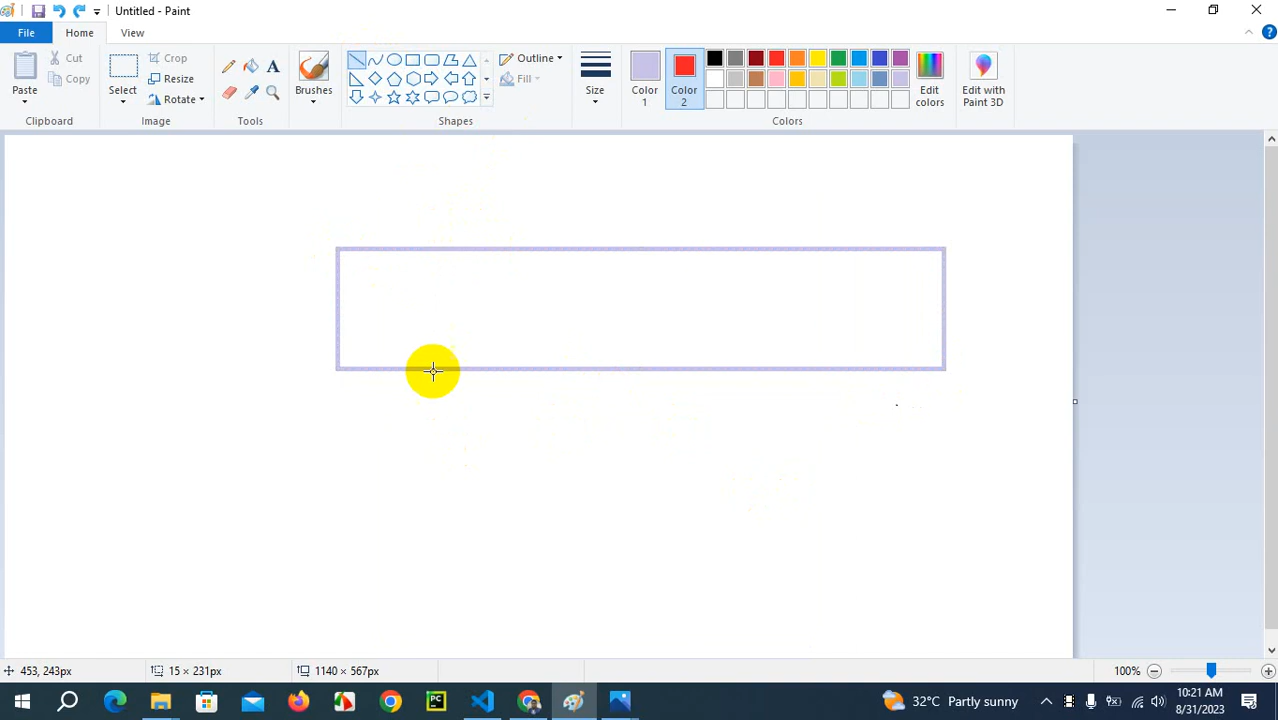 Untitled - Paint
File
Home
View
Paste
Cut
Copy
Clipboard
Select
Crop
Resize
Rotate
Image
A
Tools
Brushes
Outline
Fill
Shapes
Size
Color 1
Color 2
Colors
Edit colors
Edit with Paint 3D
453, 243px
15 × 231px
1140 × 567px
100%
PC
32°C Partly sunny
10:21 AM
8/31/2023